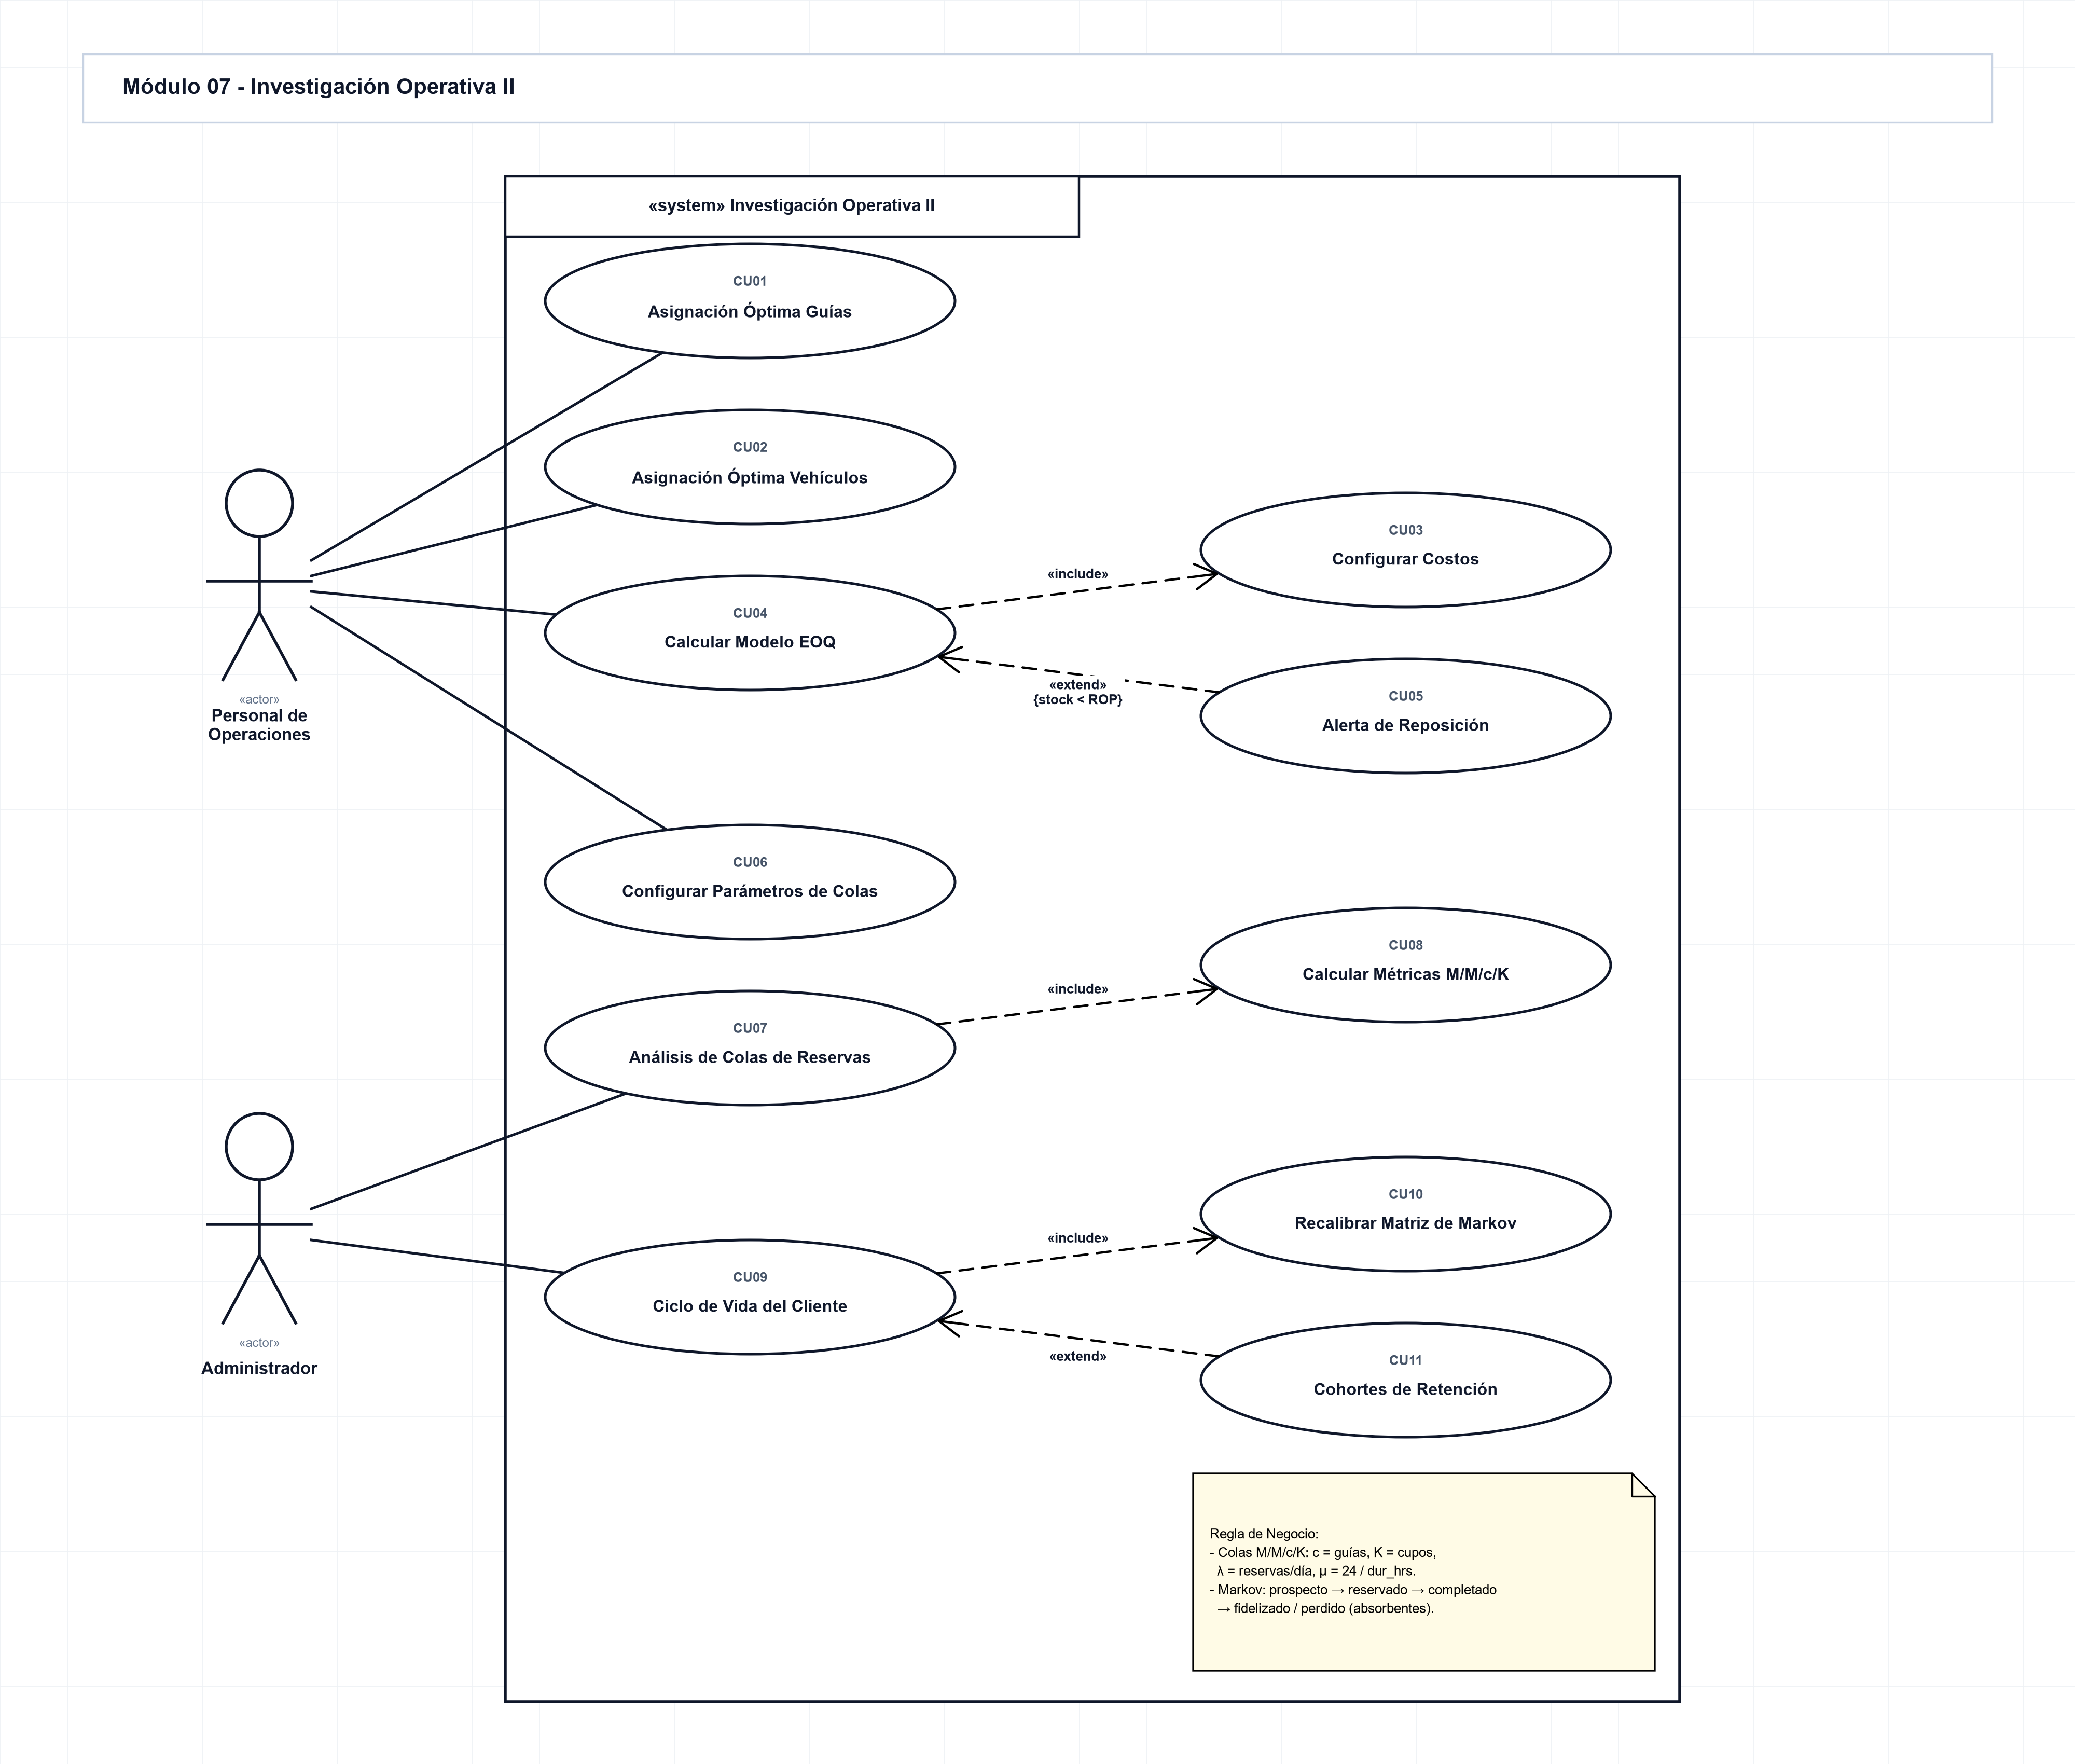 Módulo 07 - Investigación Operativa II
«system» Investigación Operativa II
CU01
Asignación Óptima Guías
CU02
Asignación Óptima Vehículos
CU03
Configurar Costos
«include»
CU04
Calcular Modelo EOQ
«extend»
{stock < ROP}
CU05
Alerta de Reposición
«actor»
Personal de
Operaciones
CU06
Configurar Parámetros de Colas
CU08
Calcular Métricas M/M/c/K
«include»
CU07
Análisis de Colas de Reservas
CU10
Recalibrar Matriz de Markov
«include»
CU09
Ciclo de Vida del Cliente
«extend»
CU11
Cohortes de Retención
«actor»
Administrador
Regla de Negocio:
- Colas M/M/c/K: c = guías, K = cupos,
λ = reservas/día, μ = 24 / dur_hrs.
- Markov: prospecto → reservado → completado
→ fidelizado / perdido (absorbentes).